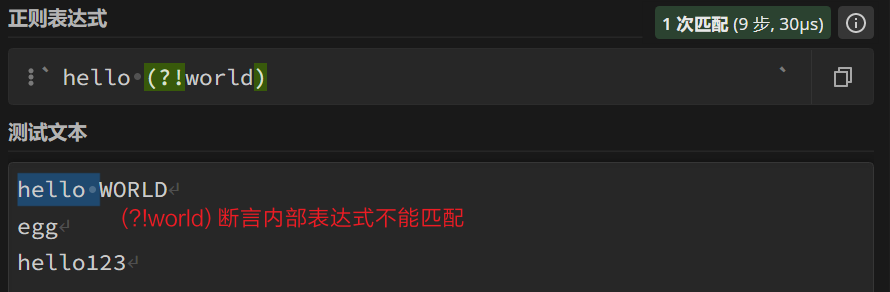 正则表达式
1 次匹配 (9 步, 30μs)
` hello (?!world) `
测试文本
hello WORLD
(?!world) 断言内部表达式不能匹配
egg
hello123